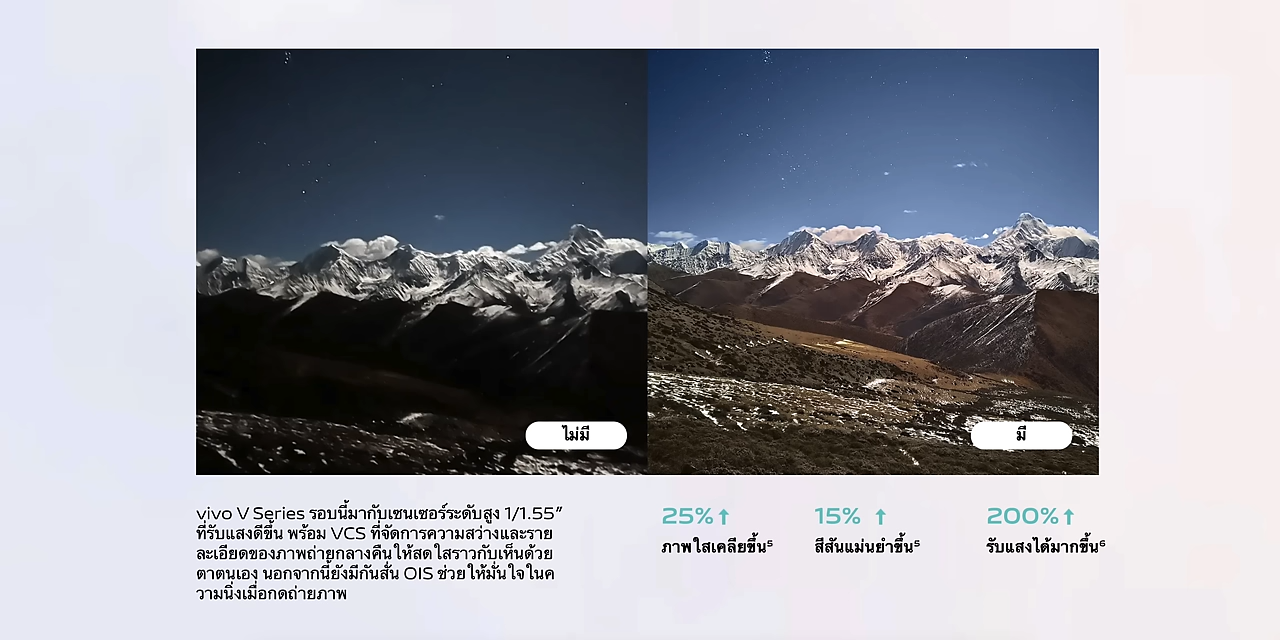 ไม่มี
มี
vivo V Series รอบนี้มากับเซนเซอร์ระดับสูง 1/1.55”
ที่รับแสงดีขึ้น พร้อม VCS ที่จัดการความสว่างและราย
ละเอียดของภาพถ่ายกลางคืน ให้สดใสราวกับเห็นด้วย
ตาตนเอง นอกจากนี้ยังมีกันสั่น OIS ช่วยให้มั่นใจในค
วามนิ่งเมื่อกดถ่ายภาพ
25% ↑
ภาพใสเคลียขึ้น⁵
15% ↑
สีสันแม่นยำขึ้น⁵
200% ↑
รับแสงได้มากขึ้น⁶